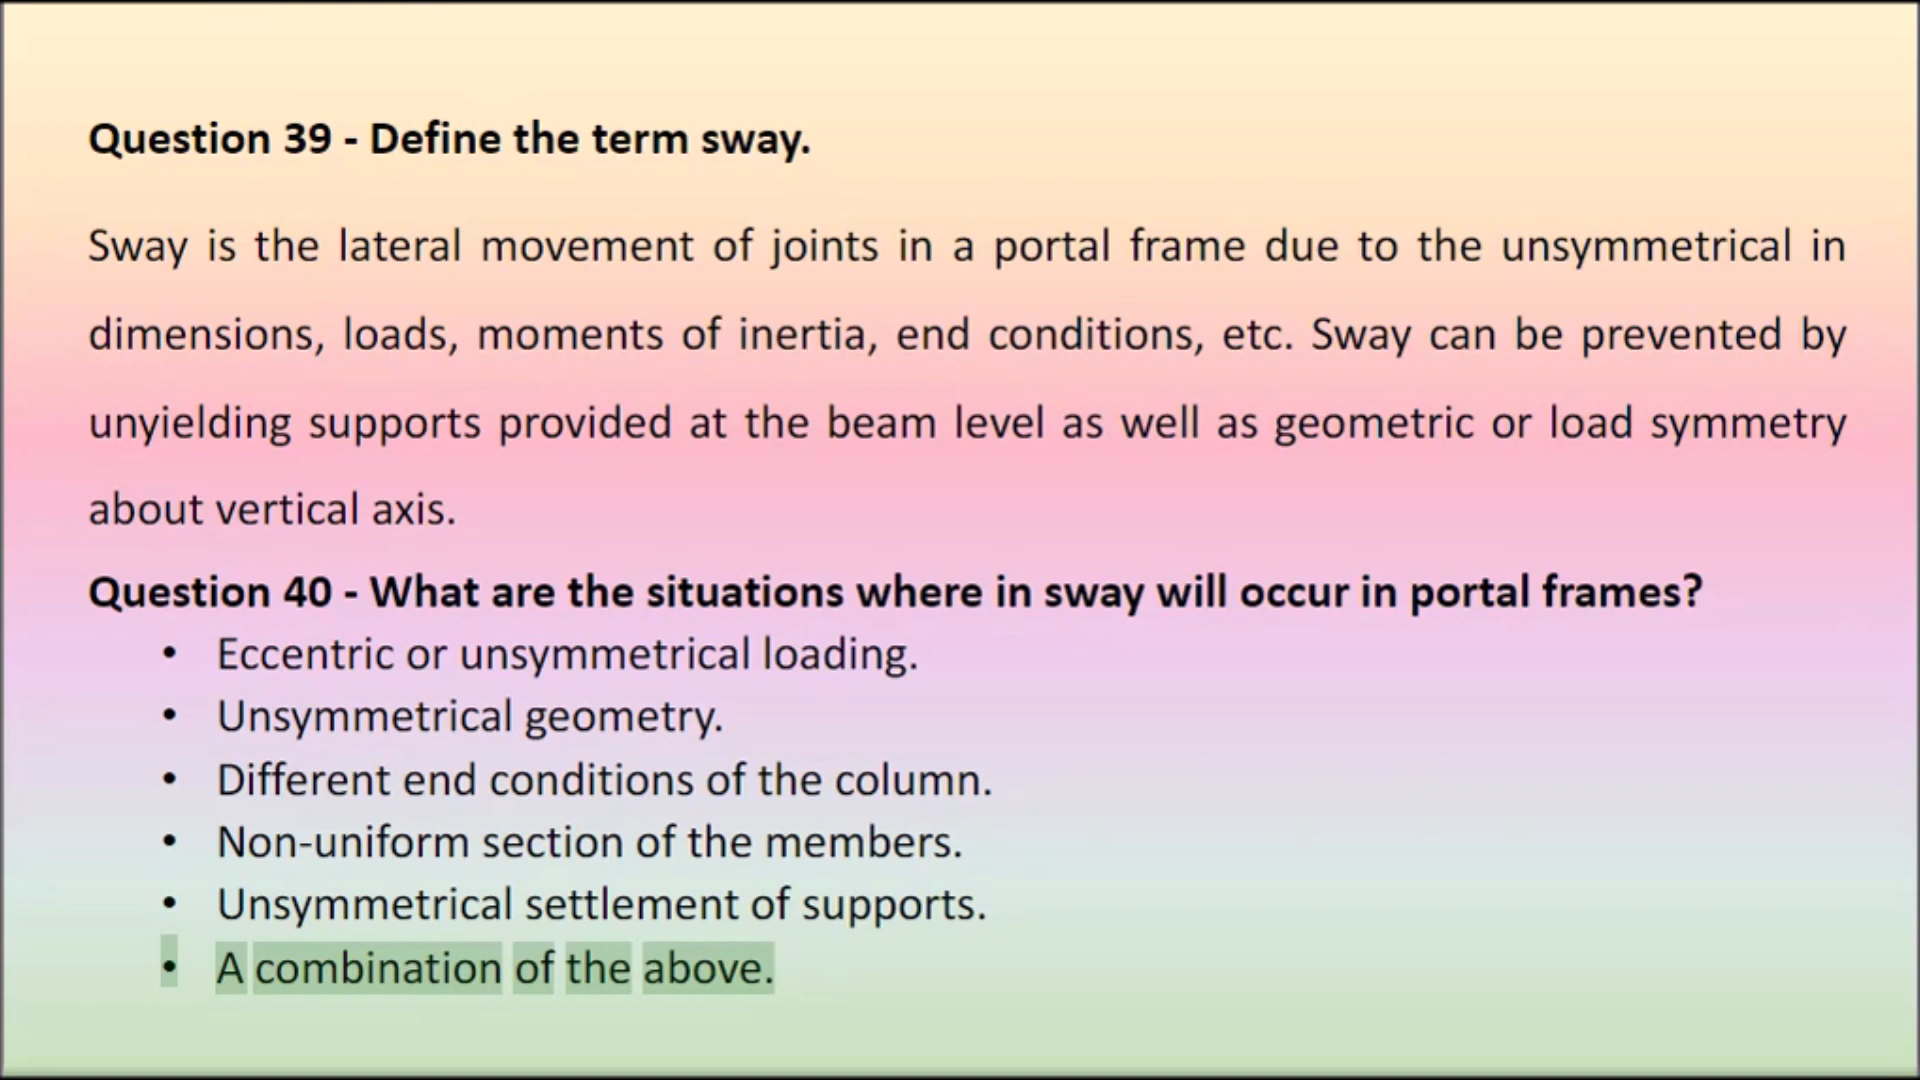 Question 39 - Define the term sway.
Sway is the lateral movement of joints in a portal frame due to the unsymmetrical in
dimensions, loads, moments of inertia, end conditions, etc. Sway can be prevented by
unyielding supports provided at the beam level as well as geometric or load symmetry
about vertical axis.
Question 40 - What are the situations where in sway will occur in portal frames?
• Eccentric or unsymmetrical loading.
• Unsymmetrical geometry.
• Different end conditions of the column.
• Non-uniform section of the members.
• Unsymmetrical settlement of supports.
• A combination of the above.